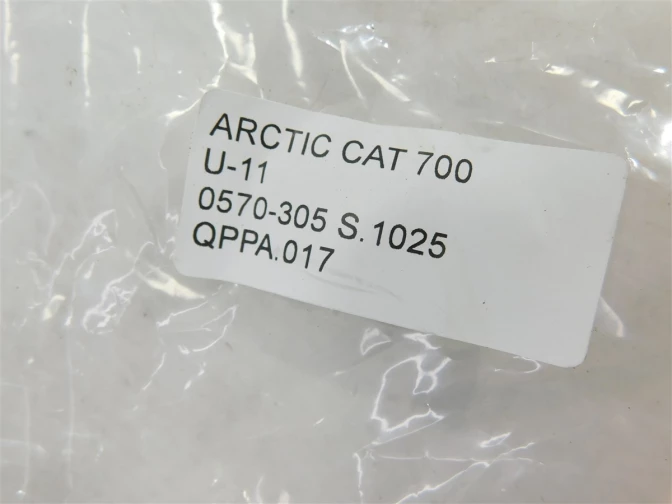 ARCTIC CAT 700
U-11
0570-305 S.1025
QPPA.017